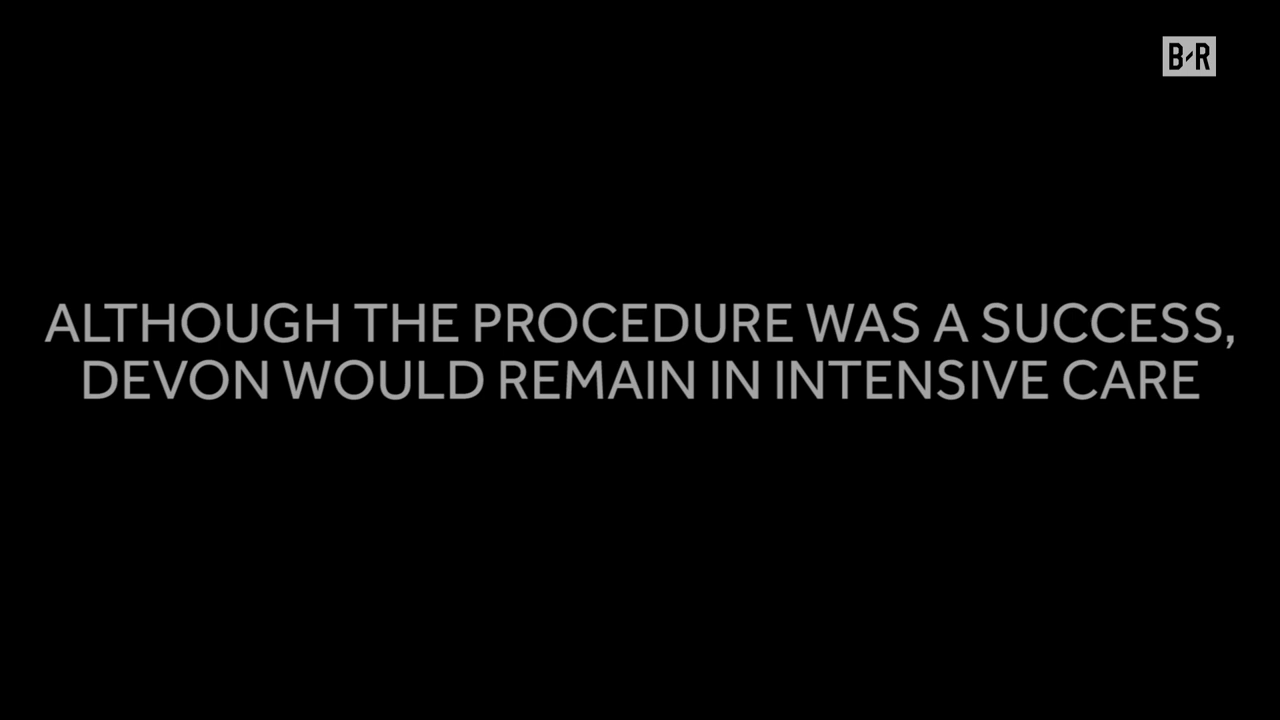 B/R
ALTHOUGH THE PROCEDURE WAS A SUCCESS,
DEVON WOULD REMAIN IN INTENSIVE CARE